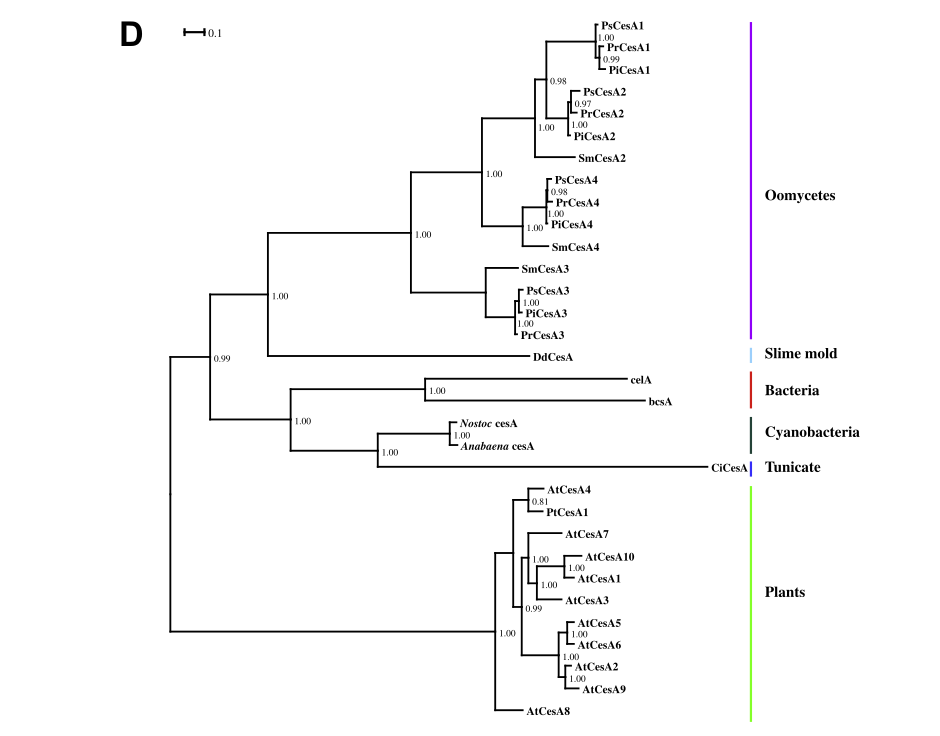 D
0.1
PsCesA1
1.00
PrCesA1
0.99
PiCesA1
0.98
PsCesA2
0.97
PrCesA2
1.00
1.00
PiCesA2
SmCesA2
1.00
PsCesA4
0.98
Oomycetes
PrCesA4
1.00
1.00
PiCesA4
1.00
SmCesA4
SmCesA3
PsCesA3
1.00
1.00
PiCesA3
1.00
PrCesA3
0.99
DdCesA
Slime mold
celA
1.00
Bacteria
bcsA
1.00
Nostoc cesA
1.00
Cyanobacteria
Anabaena cesA
1.00
CiCesA
Tunicate
AtCesA4
0.81
PtCesA1
AtCesA7
1.00
AtCesA10
1.00
AtCesA1
1.00
Plants
AtCesA3
0.99
AtCesA5
1.00
1.00
AtCesA6
1.00
AtCesA2
1.00
AtCesA9
AtCesA8